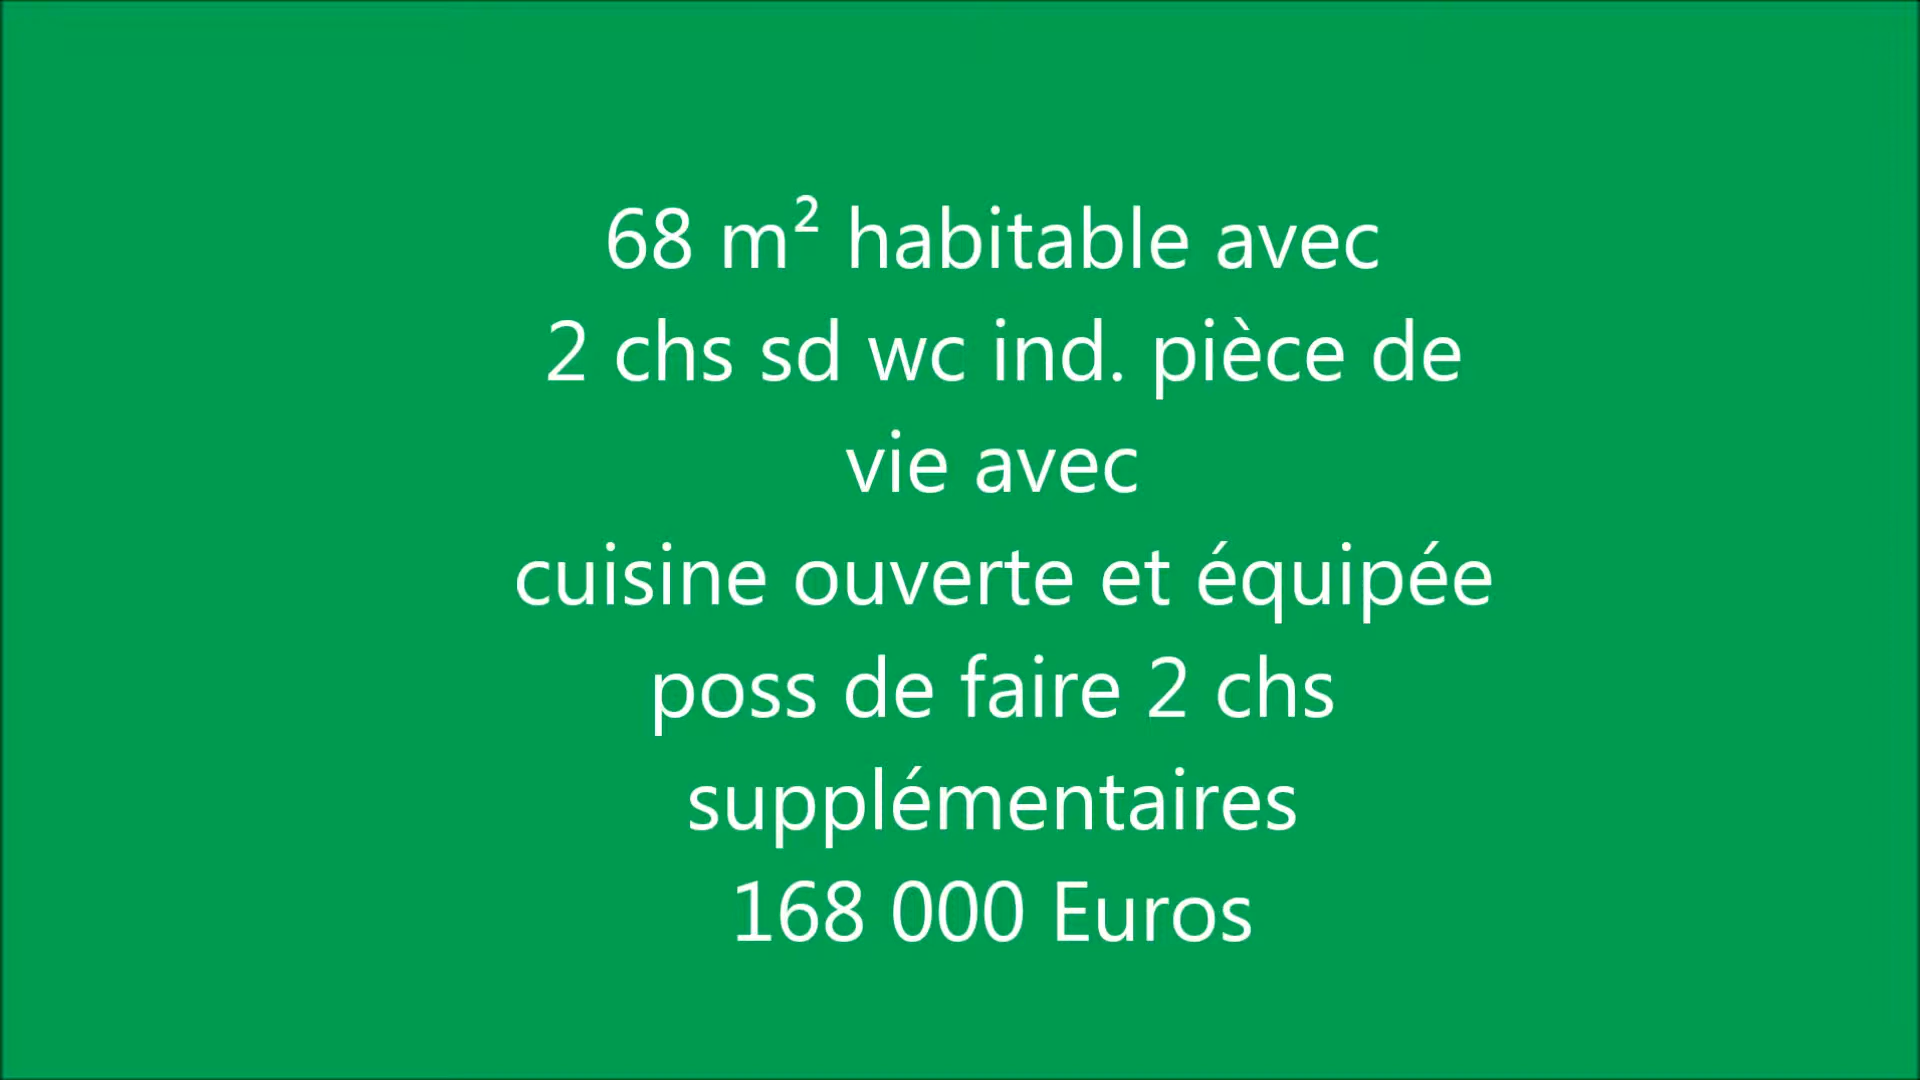 68 m² habitable avec
2 chs sd wc ind. pièce de
vie avec
cuisine ouverte et équipée
poss de faire 2 chs
supplémentaires
168 000 Euros